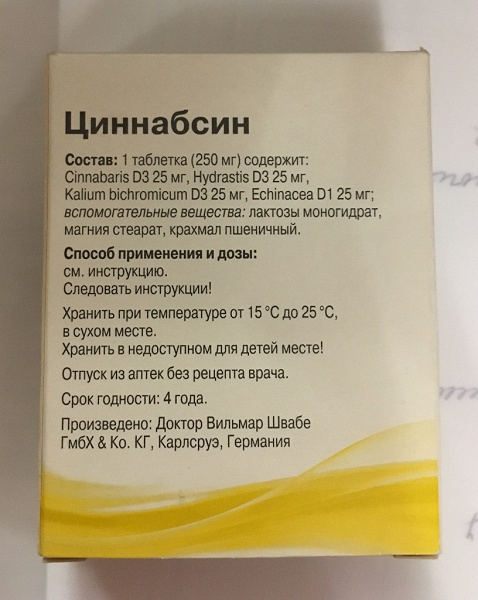 Циннабсин
Состав: 1 таблетка (250 мг) содержит:
Cinnabaris D3 25 мг, Hydrastis D3 25 мг,
Kalium bichromicum D3 25 мг, Echinacea D1 25 мг;
вспомогательные вещества: лактозы моногидрат,
магния стеарат, крахмал пшеничный.
Способ применения и дозы:
см. инструкцию.
Следовать инструкции!
Хранить при температуре от 15 °С до 25 °С,
в сухом месте.
Хранить в недоступном для детей месте!
Отпуск из аптек без рецепта врача.
Срок годности: 4 года.
Произведено: Доктор Вильмар Швабе
ГмбХ & Ко. КГ, Карлсруэ, Германия